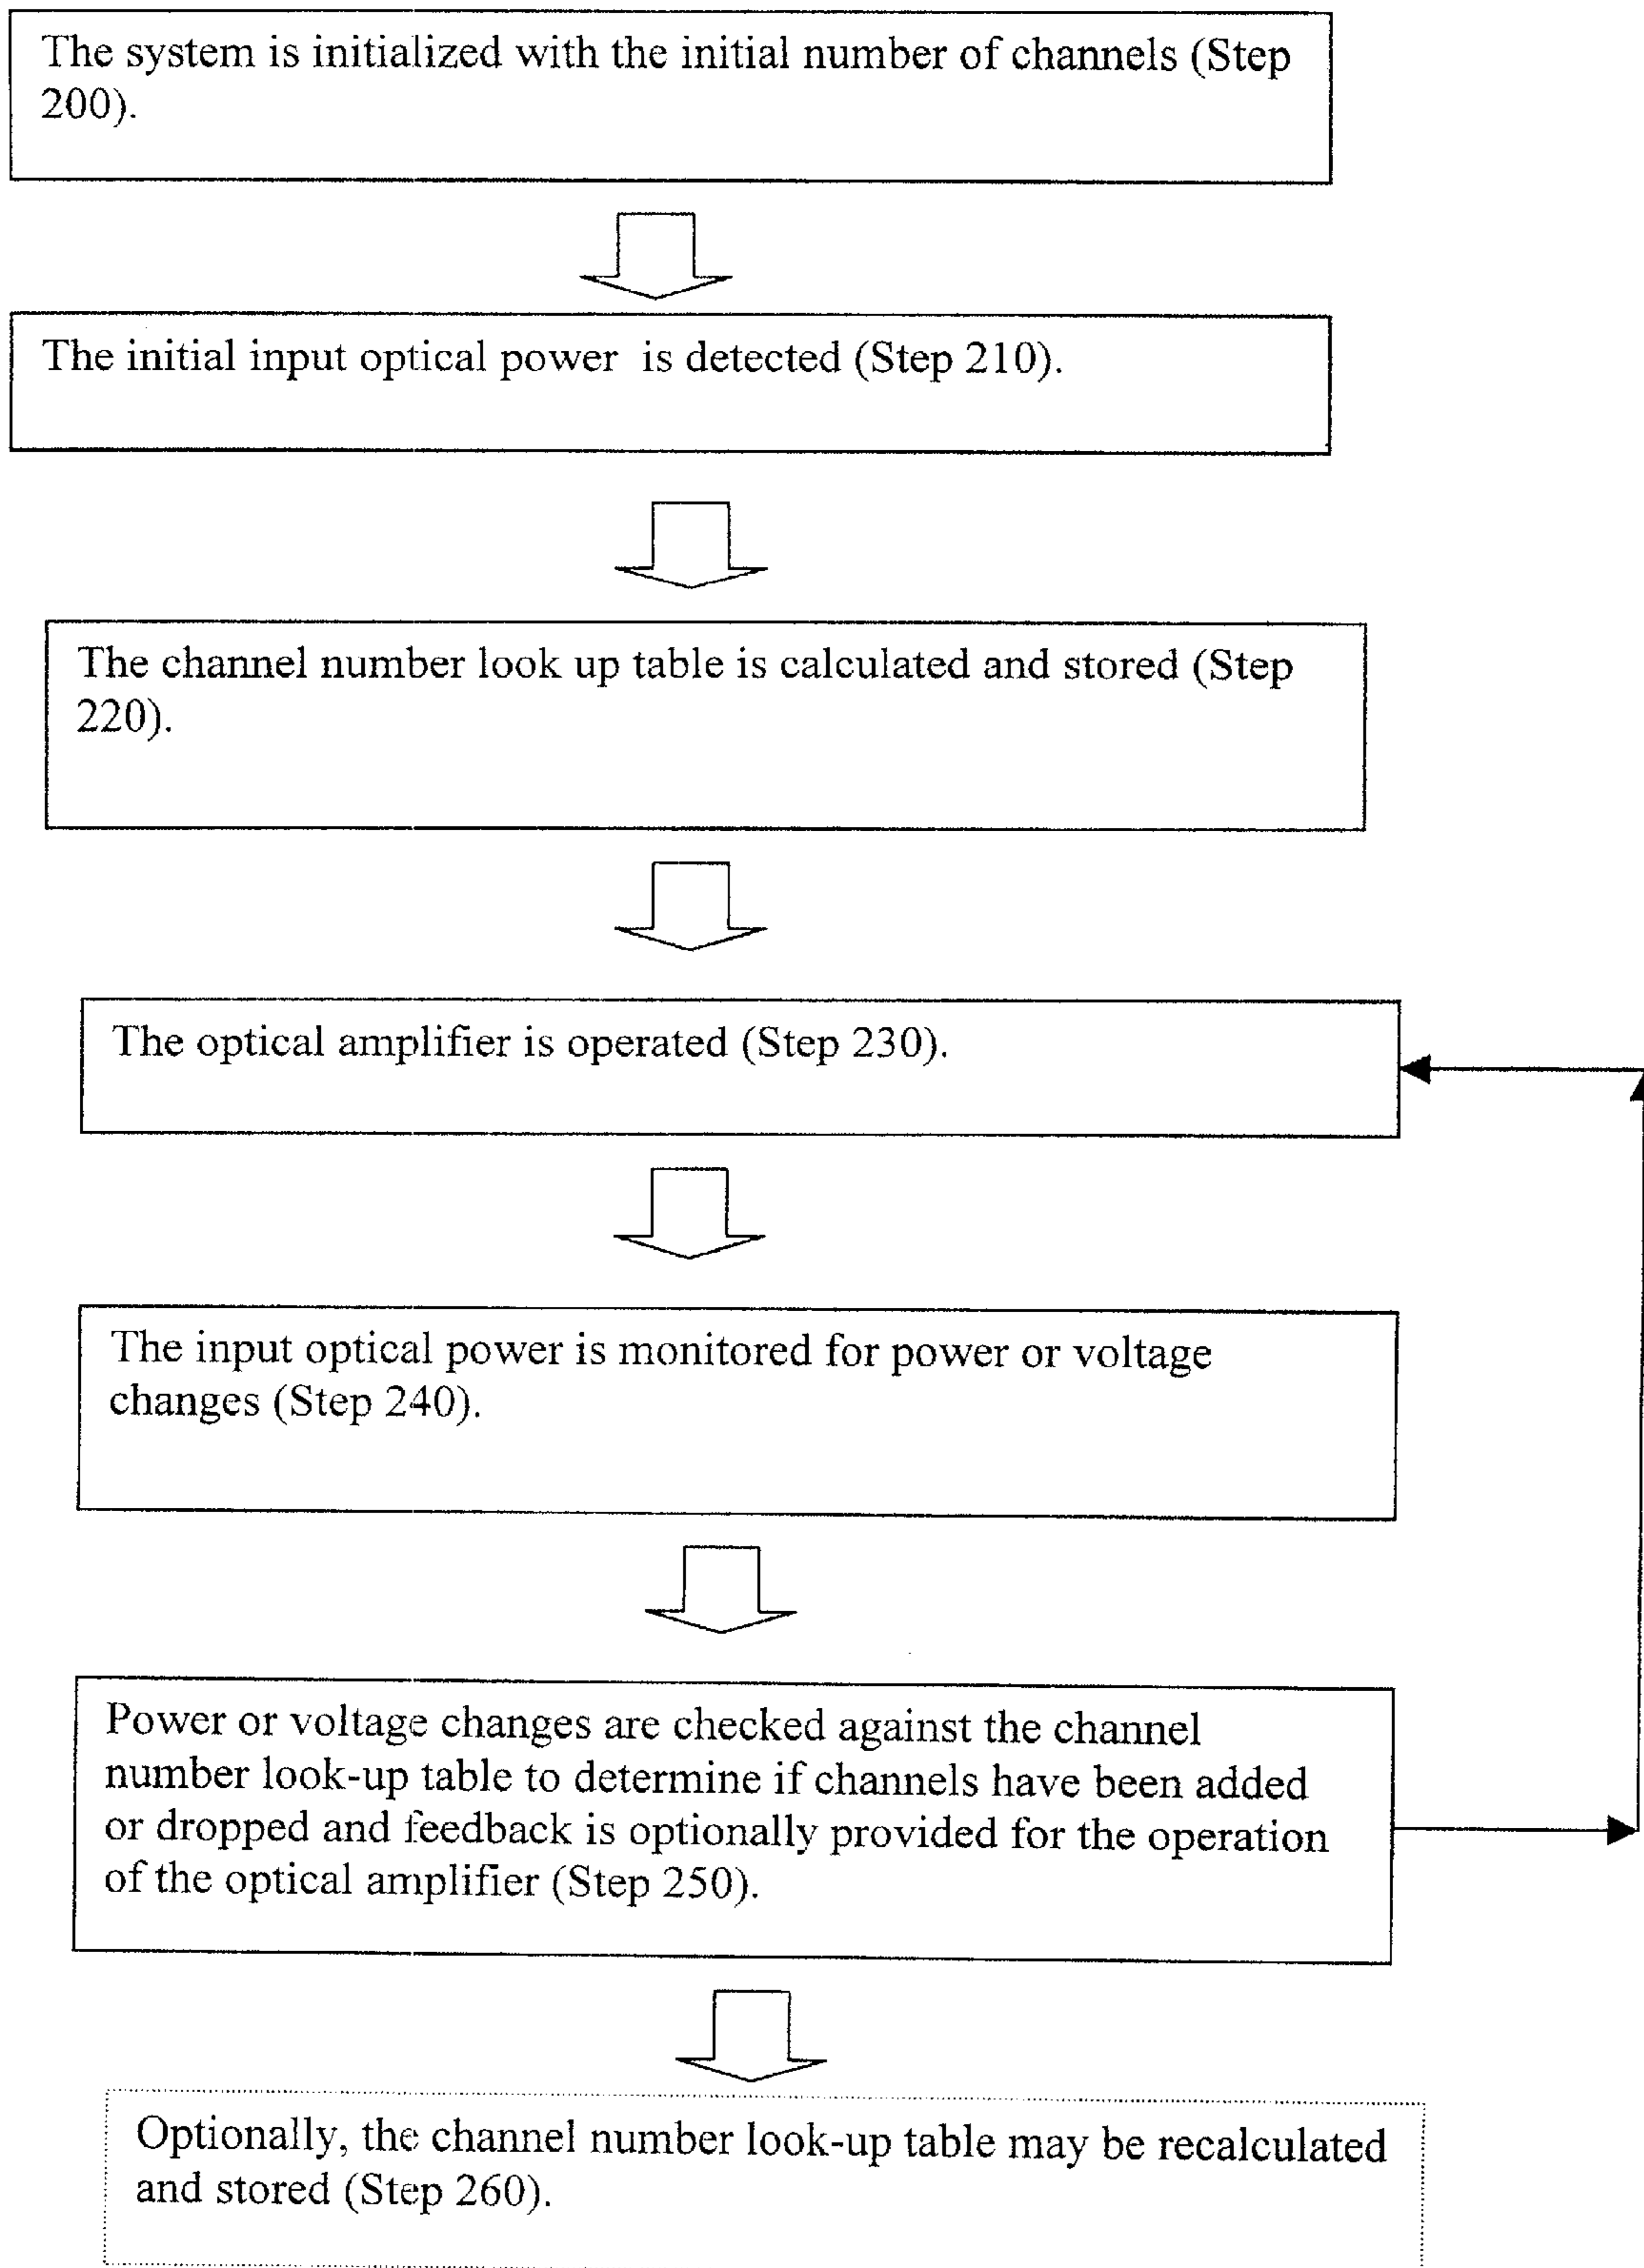 The system is initialized with the initial number of channels (Step
200).
The initial input optical power is detected (Step 210).
The channel number look up table is calculated and stored (Step
220).
The optical amplifier is operated (Step 230).
The input optical power is monitored for power or voltage
changes (Step 240).
Power or voltage changes are checked against the channel
number look-up table to determine if channels have been added
or dropped and feedback is optionally provided for the operation
of the optical amplifier (Step 250).
Optionally, the channel number look-up table may be recalculated
and stored (Step 260).